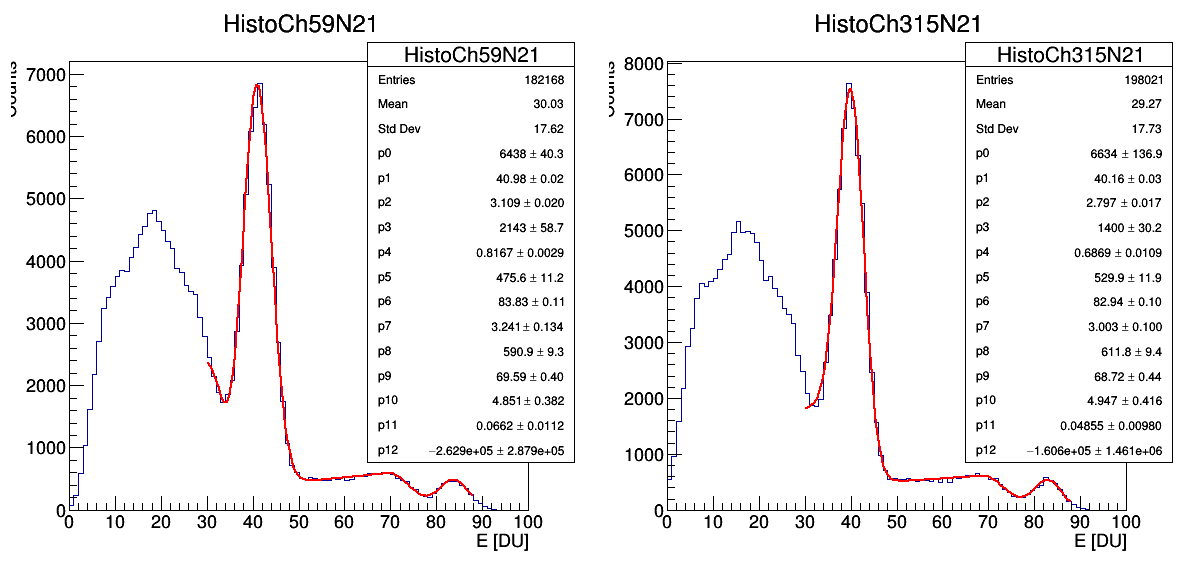 HistoCh59N21
HistoCh59N21
Entries 182168
Mean 30.03
Std Dev 17.62
p0 6438 ± 40.3
p1 40.98 ± 0.02
p2 3.109 ± 0.020
p3 2143 ± 58.7
p4 0.8167 ± 0.0029
p5 475.6 ± 11.2
p6 83.83 ± 0.11
p7 3.241 ± 0.134
p8 590.9 ± 9.3
p9 69.59 ± 0.40
p10 4.851 ± 0.382
p11 0.0662 ± 0.0112
p12 −2.629e+05 ± 2.879e+05
7000
6000
5000
4000
3000
2000
1000
0
0 10 20 30 40 50 60 70 80 90 100
E [DU]
HistoCh315N21
HistoCh315N21
Entries 198021
Mean 29.27
Std Dev 17.73
p0 6634 ± 136.9
p1 40.16 ± 0.03
p2 2.797 ± 0.017
p3 1400 ± 30.2
p4 0.6869 ± 0.0109
p5 529.9 ± 11.9
p6 82.94 ± 0.10
p7 3.003 ± 0.100
p8 611.8 ± 9.4
p9 68.72 ± 0.44
p10 4.947 ± 0.416
p11 0.04855 ± 0.00980
p12 −1.606e+05 ± 1.461e+06
8000
7000
6000
5000
4000
3000
2000
1000
0
0 10 20 30 40 50 60 70 80 90 100
E [DU]